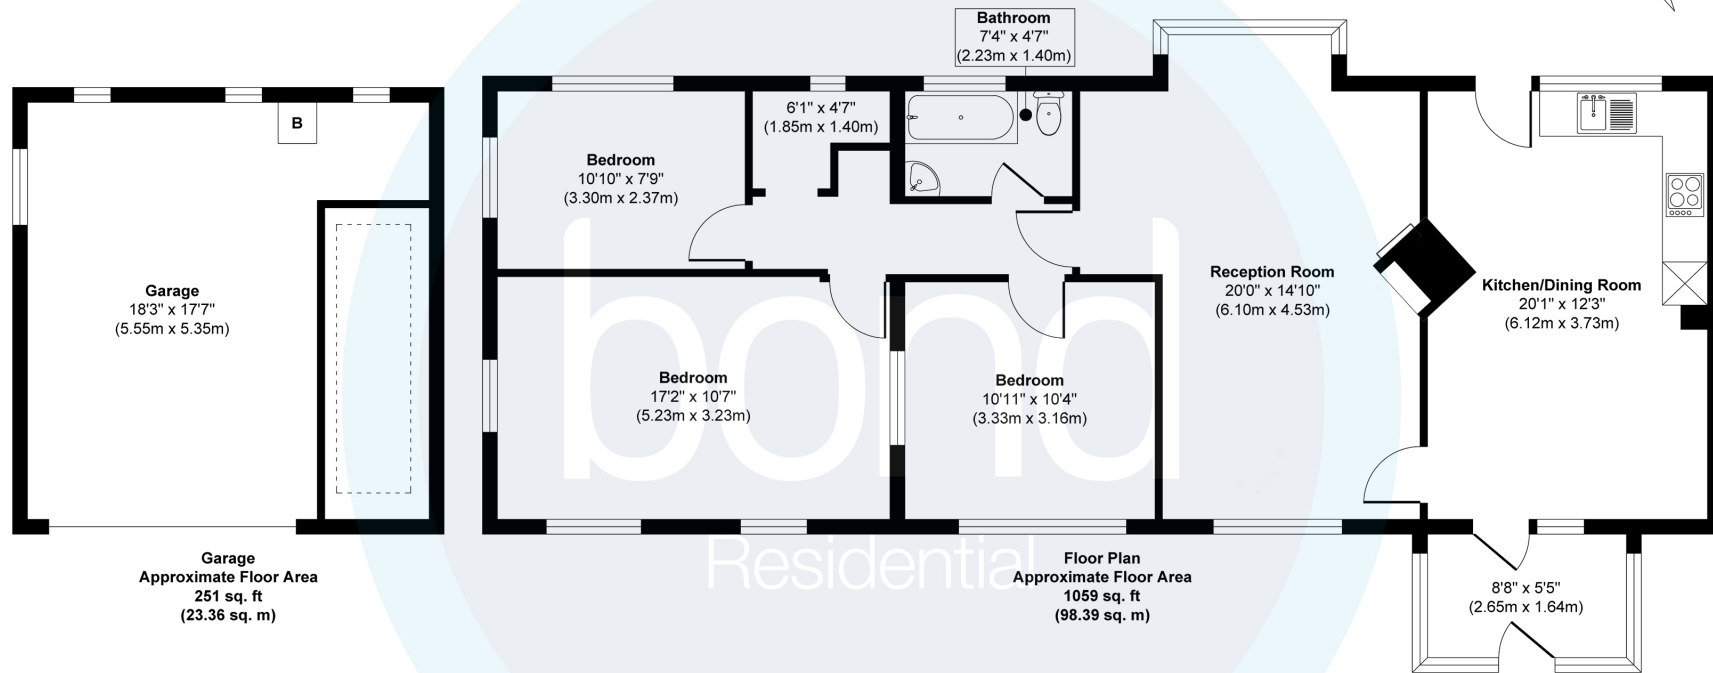 Bathroom
7'4" x 4'7"
(2.23m x 1.40m)
6'1" x 4'7"
(1.85m x 1.40m)
B
Bedroom
10'10" x 7'9"
(3.30m x 2.37m)
Garage
18'3" x 17'7"
(5.55m x 5.35m)
Reception Room
20'0" x 14'10"
(6.10m x 4.53m)
Kitchen/Dining Room
20'1" x 12'3"
(6.12m x 3.73m)
Bedroom
17'2" x 10'7"
(5.23m x 3.23m)
Bedroom
10'11" x 10'4"
(3.33m x 3.16m)
bond
Residential
Garage
Approximate Floor Area
251 sq. ft
(23.36 sq. m)
Floor Plan
Approximate Floor Area
1059 sq. ft
(98.39 sq. m)
8'8" x 5'5"
(2.65m x 1.64m)